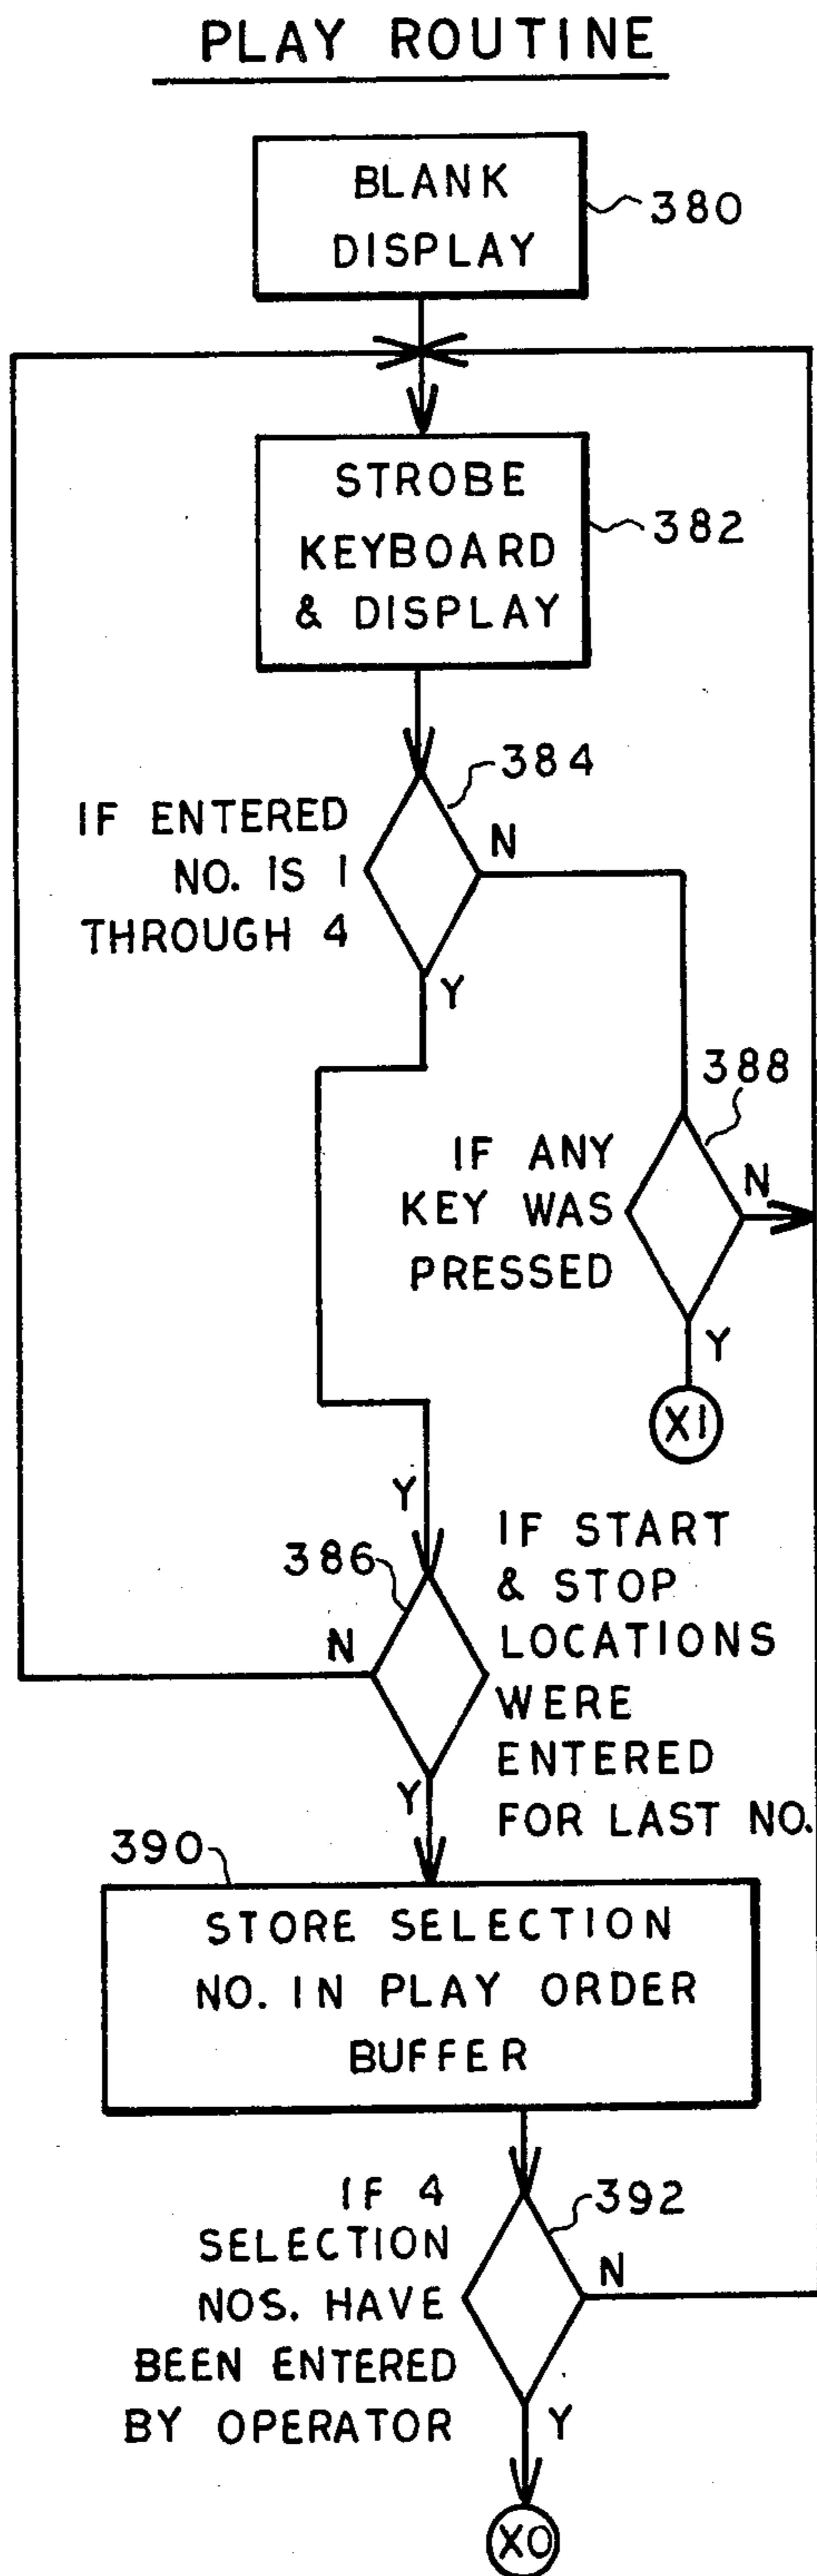 PLAY ROUTINE
BLANK
DISPLAY
380
STROBE
KEYBOARD
& DISPLAY
382
384
IF ENTERED
NO. IS 1
THROUGH 4
N
Y
388
IF ANY
KEY WAS
PRESSED
N
Y
X1
Y
386
N
IF START
& STOP
LOCATIONS
WERE
ENTERED
FOR LAST NO.
Y
390
STORE SELECTION
NO. IN PLAY ORDER
BUFFER
392
IF 4
SELECTION
NOS. HAVE
BEEN ENTERED
BY OPERATOR
N
Y
X0